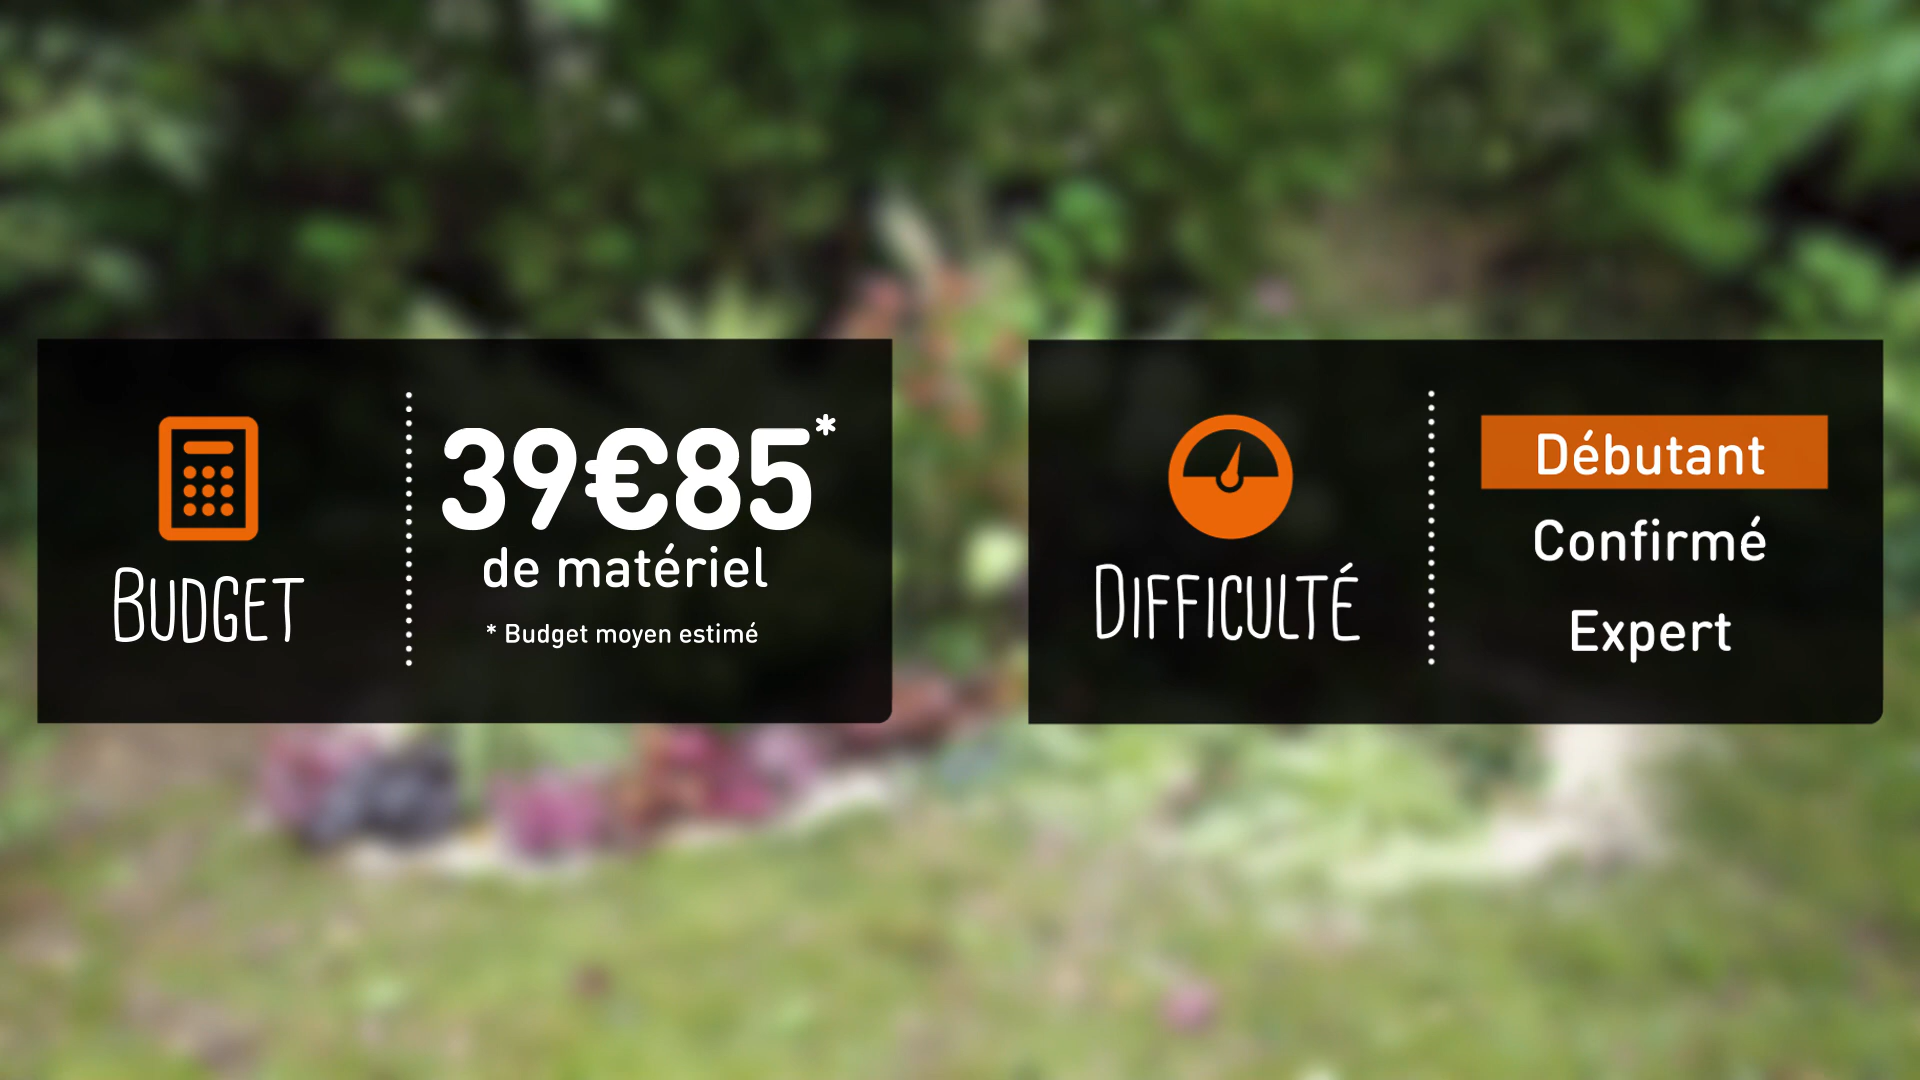 BUDGET
39€85*
de matériel
* Budget moyen estimé
DIFFICULTÉ
Débutant
Confirmé
Expert